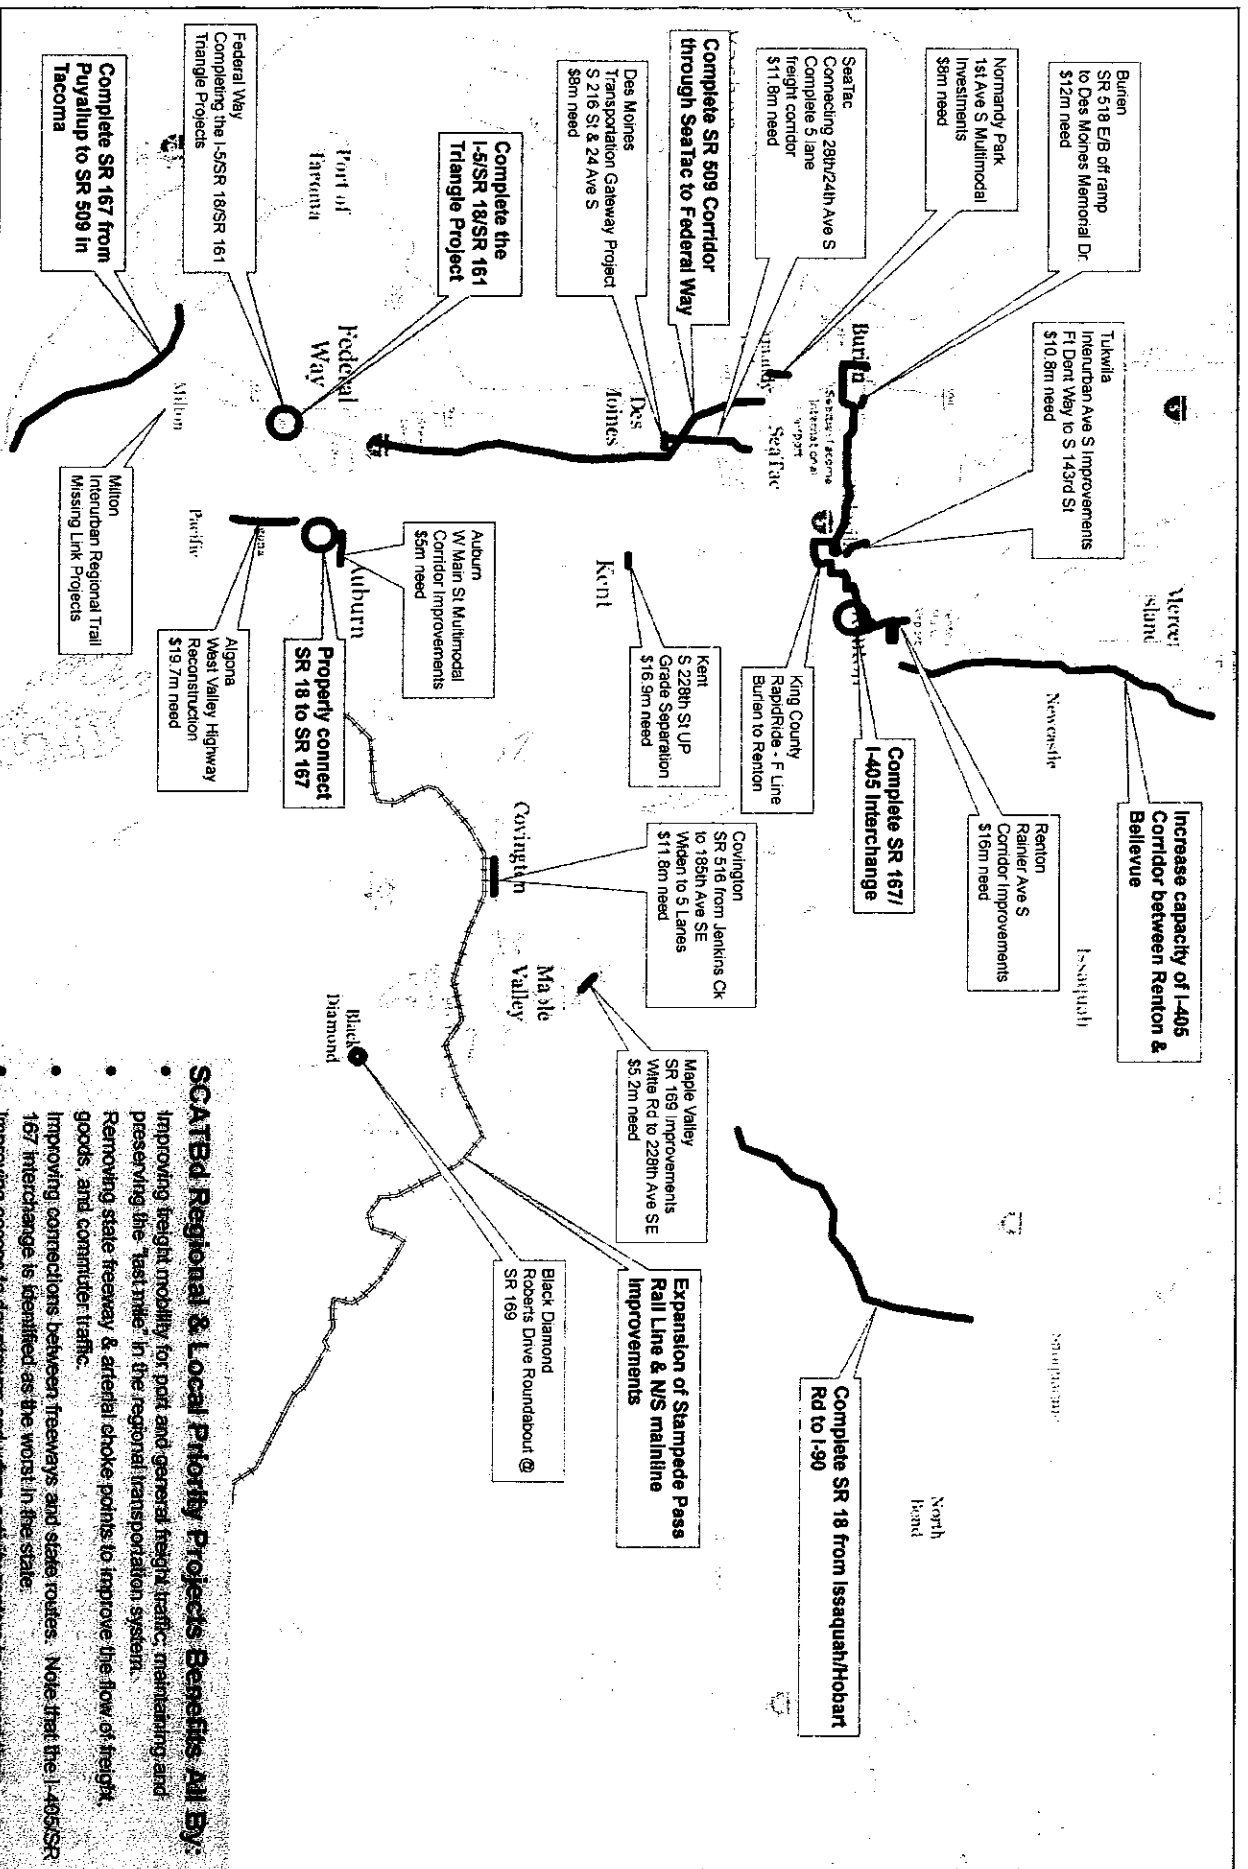 Mercer
Island
Newcastle
Issaquah
North
Bend
Increase capacity of I-405
Corridor between Renton &
Bellevue
Burien
SR 518 E/B off ramp
to Des Moines Memorial Dr.
$12m need
Tukwila
Interurban Ave S Improvements
Ft Dent Way to S 143rd St
$10.8m need
Renton
Rainier Ave S
Corridor Improvements
$16m need
Normandy Park
1st Ave S Multimodal
Investments
$8m need
Complete SR 167/
I-405 Interchange
Complete SR 18 from Issaquah/Hobart
Rd to I-90
SeaTac
Connecting 28th/24th Ave S
Complete 5 lane
freight corridor
$11.8m need
Burien
Seattle-Tacoma
International
Airport
SeaTac
King County
RapidRide - F Line
Burien to Renton
Complete SR 509 Corridor
through SeaTac to Federal Way
Des Moines
Transportation Gateway Project
S 216 St & 24 Ave S
$8m need
Des
Moines
Kent
Kent
S 228th St UP
Grade Separation
$16.9m need
Covington
SR 516 from Jenkins Ck
to 185th Ave SE
Widen to 5 Lanes
$11.8m need
Maple Valley
SR 169 Improvements
Witte Rd to 228th Ave SE
$5.2m need
Expansion of Stampede Pass
Rail Line & N/S mainline
Improvements
Covington
Maple
Valley
Black Diamond
Roberts Drive Roundabout @
SR 169
Black
Diamond
Complete the
I-5/SR 18/SR 161
Triangle Project
Auburn
W Main St Multimodal
Corridor Improvements
$5m need
Port of
Tacoma
Federal
Way
Auburn
Properly connect
SR 18 to SR 167
Federal Way
Completing the I-5/SR 18/SR 161
Triangle Projects
Algona
West Valley Highway
Reconstruction
$19.7m need
Pacific
Milton
Complete SR 167 from
Puyallup to SR 509 in
Tacoma
Milton
Interurban Regional Trail
Missing Link Projects
SCATBd Regional & Local Priority Projects Benefits All By:
• Improving freight mobility for port and general freight traffic, maintaining and
preserving the "last mile" in the regional transportation system.
• Removing state freeway & arterial choke points to improve the flow of freight,
goods, and commuter traffic.
• Improving connections between freeways and state routes. Note that the I-405/SR
167 interchange is identified as the worst in the state.